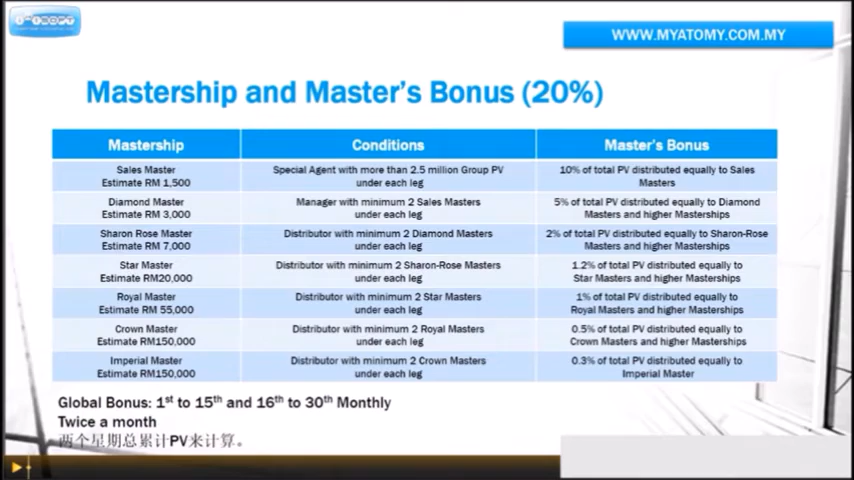 WWW.MYATOMY.COM.MY
Mastership and Master's Bonus (20%)
Mastership
Conditions
Master's Bonus
Sales Master
Estimate RM 1,500
Special Agent with more than 2.5 million Group PV
under each leg
10% of total PV distributed equally to Sales
Masters
Diamond Master
Estimate RM 3,000
Manager with minimum 2 Sales Masters
under each leg
5% of total PV distributed equally to Diamond
Masters and higher Masterships
Sharon Rose Master
Estimate RM 7,000
Distributor with minimum 2 Diamond Masters
under each leg
2% of total PV distributed equally to Sharon-Rose
Masters and higher Masterships
Star Master
Estimate RM20,000
Distributor with minimum 2 Sharon-Rose Masters
under each leg
1.2% of total PV distributed equally to
Star Masters and higher Masterships
Royal Master
Estimate RM 55,000
Distributor with minimum 2 Star Masters
under each leg
1% of total PV distributed equally to
Royal Masters and higher Masterships
Crown Master
Estimate RM150,000
Distributor with minimum 2 Royal Masters
under each leg
0.5% of total PV distributed equally to
Crown Masters and higher Masterships
Imperial Master
Estimate RM150,000
Distributor with minimum 2 Crown Masters
under each leg
0.3% of total PV distributed equally to
Imperial Master
Global Bonus: 1st to 15th and 16th to 30th Monthly
Twice a month
两个星期总累计PV来计算。